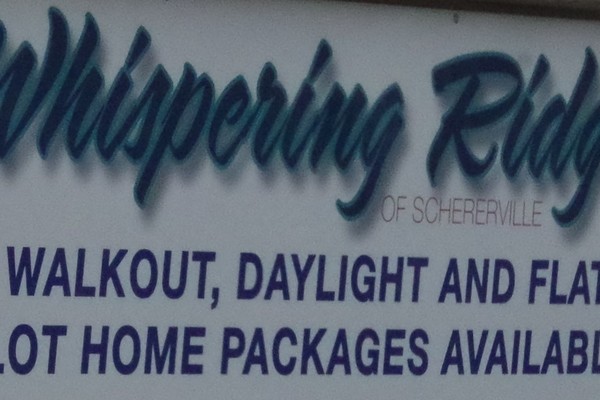 Whispering Ridg
OF SCHERERVILLE
WALKOUT, DAYLIGHT AND FLAT
LOT HOME PACKAGES AVAILABL